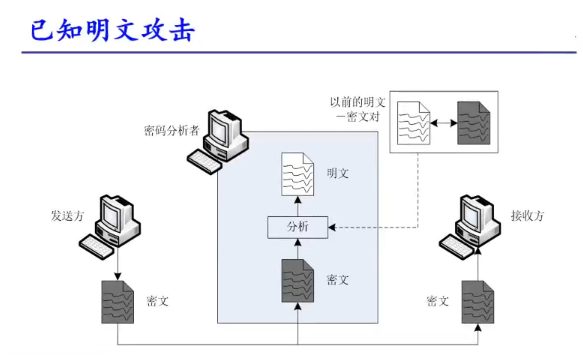 已知明文攻击
以前的明文
－密文对
密码分析者
明文
发送方
分析
接收方
密文
密文
密文